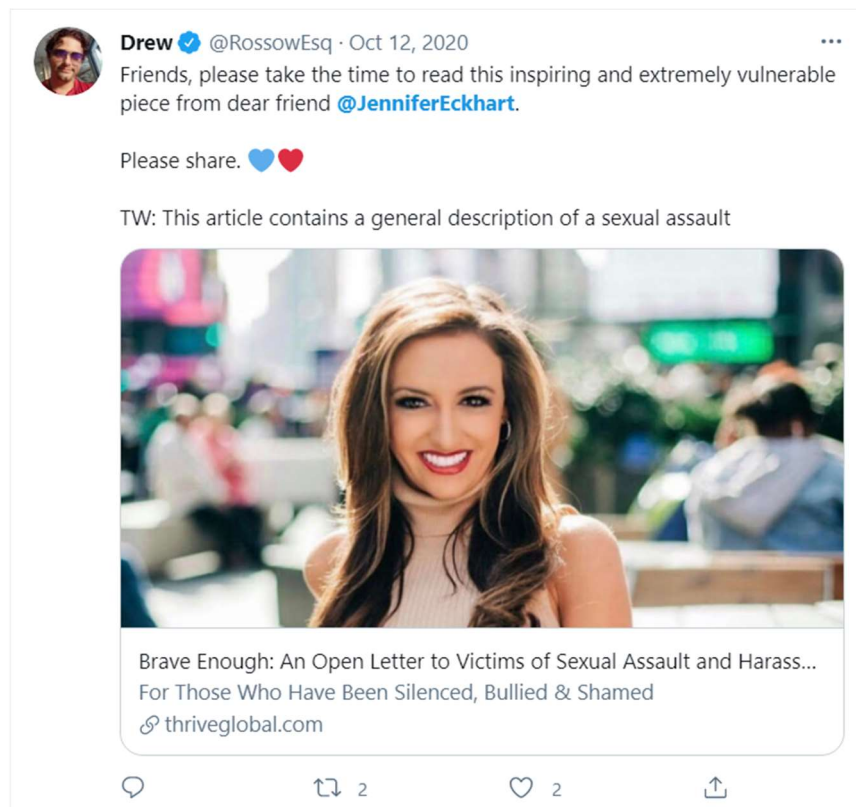 Drew @RossowEsq · Oct 12, 2020
Friends, please take the time to read this inspiring and extremely vulnerable
piece from dear friend @JenniferEckhart.
Please share. 💙❤️
TW: This article contains a general description of a sexual assault
Brave Enough: An Open Letter to Victims of Sexual Assault and Harass...
For Those Who Have Been Silenced, Bullied & Shamed
thriveglobal.com
2 2